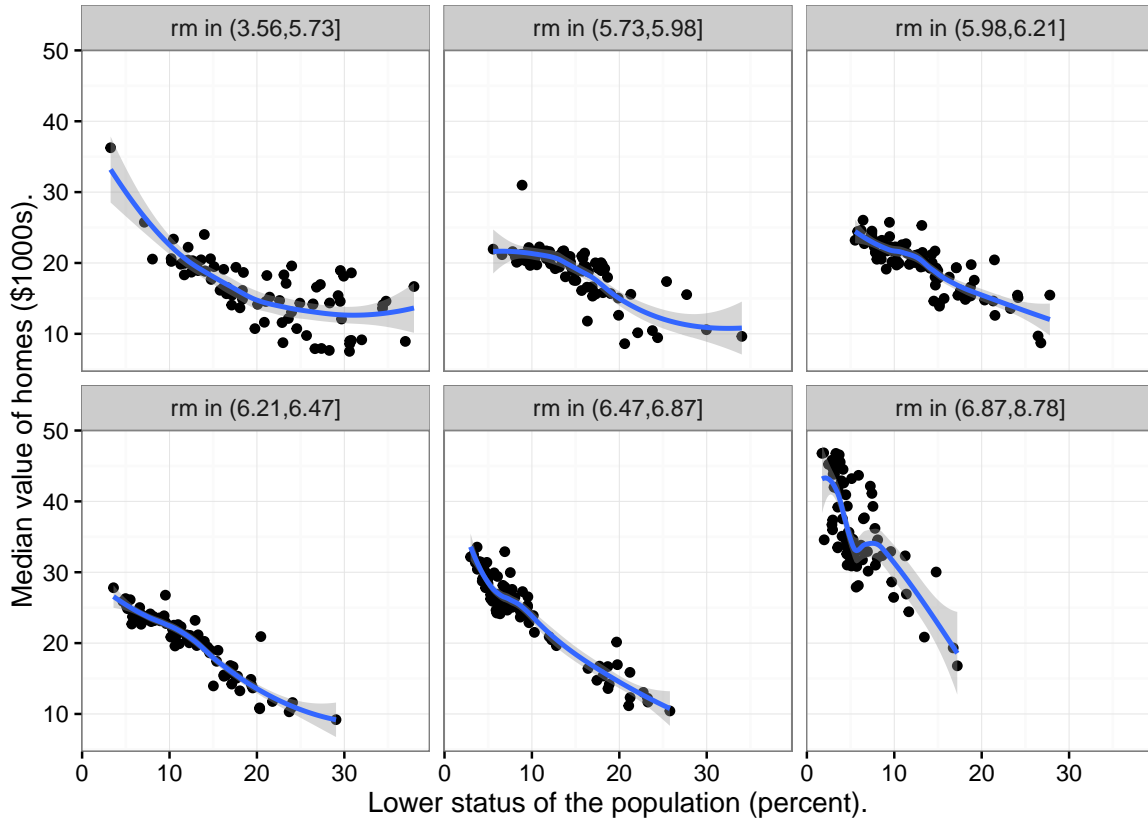 rm in (3.56,5.73]
rm in (5.73,5.98]
rm in (5.98,6.21]
50
40
30
20
10
rm in (6.21,6.47]
rm in (6.47,6.87]
rm in (6.87,8.78]
50
40
30
20
10
0 10 20 30
0 10 20 30
0 10 20 30
Lower status of the population (percent).
Median value of homes ($1000s).